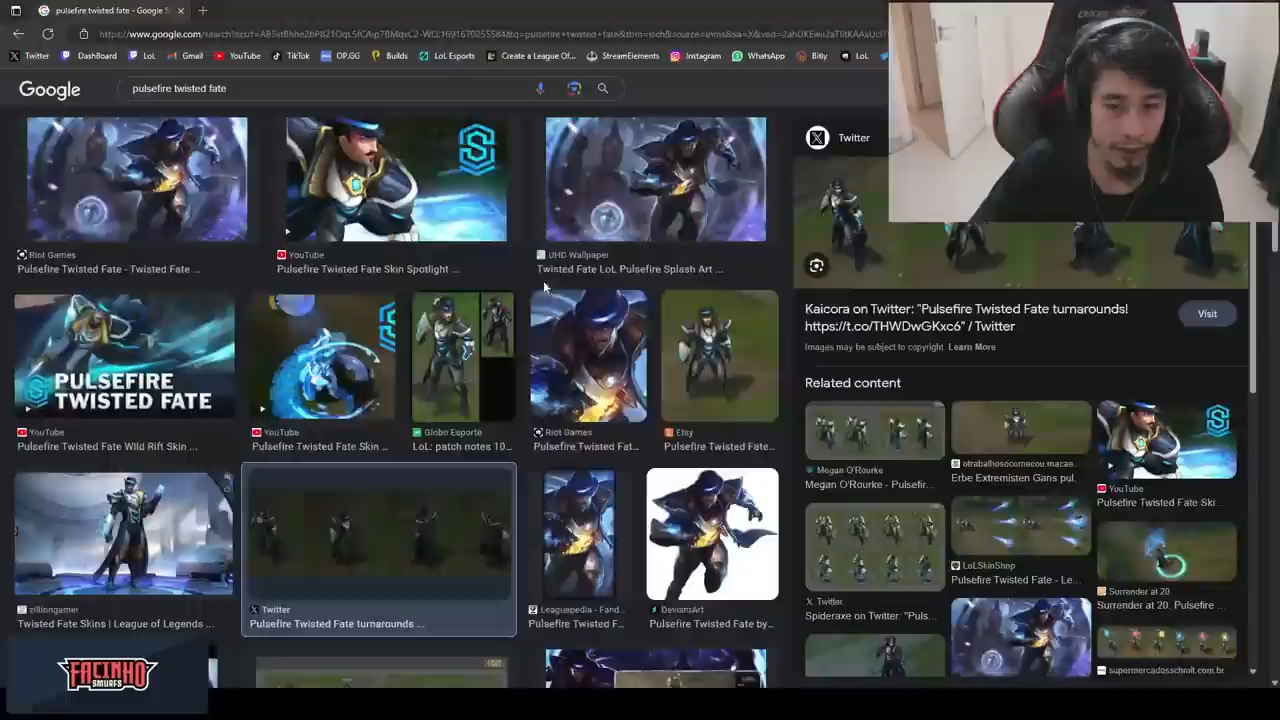 pulsefire twisted fate - Google S
Twitter
DashBoard
LoL
Gmail
YouTube
TikTok
OP.GG
Builds
LoL Esports
Create a League Of...
StreamElements
Instagram
WhatsApp
Bitly
LoL
Google
pulsefire twisted fate
Riot Games
Pulsefire Twisted Fate - Twisted Fate ...
YouTube
Pulsefire Twisted Fate Skin Spotlight ...
UHD Wallpaper
Twisted Fate LoL Pulsefire Splash Art ...
PULSEFIRE
TWISTED FATE
YouTube
Pulsefire Twisted Fate Wild Rift Skin ...
YouTube
Pulsefire Twisted Fate Skin ...
Globo Esporte
LoL: patch notes 10...
Riot Games
Pulsefire Twisted Fat...
Etsy
Pulsefire Twisted Fate...
zilliongamer
Twisted Fate Skins | League of Legends ...
Twitter
Pulsefire Twisted Fate turnarounds ...
Leaguepedia - Fand...
Pulsefire Twisted F...
DeviantArt
Pulsefire Twisted Fate by...
Twitter
Kaicora on Twitter: "Pulsefire Twisted Fate turnarounds!
https://t.co/THWDwGKxc6" / Twitter
Visit
Images may be subject to copyright Learn More
Related content
Megan O'Rourke
Megan O'Rourke - Pulsefir...
Erbe Extremisten Gans pul...
YouTube
Pulsefire Twisted Fate Ski...
Twitter
Spideraxe on Twitter: "Puls...
LoLSkinShop
Pulsefire Twisted Fate - Le...
Surrender at 20
Surrender at 20. Pulsefire ...
supermercadosschmit.com.br
FACINHO
SMURFS